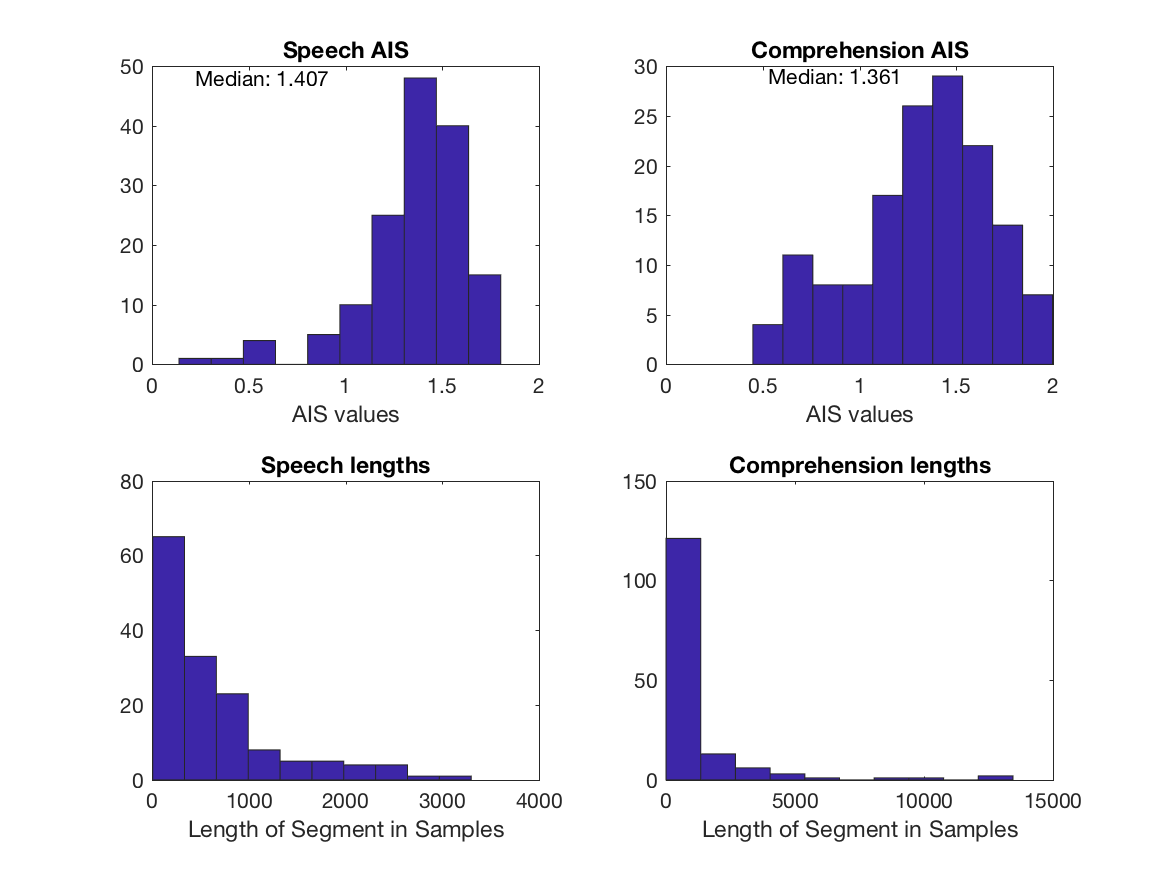 Speech AIS
Median: 1.407
50
40
30
20
10
0
0 0.5 1 1.5 2
AIS values
Comprehension AIS
Median: 1.361
30
25
20
15
10
5
0
0 0.5 1 1.5 2
AIS values
Speech lengths
80
60
40
20
0
0 1000 2000 3000 4000
Length of Segment in Samples
Comprehension lengths
150
100
50
0
0 5000 10000 15000
Length of Segment in Samples